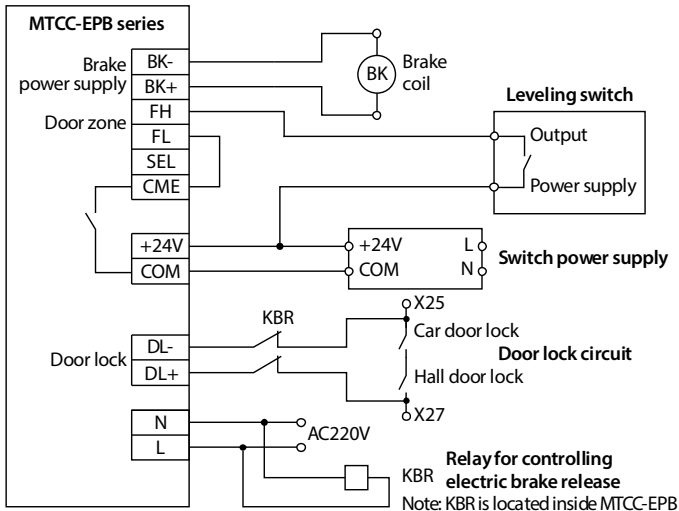 MTCC-EPB series
Brake
power supply
BK-
BK+
Door zone
FH
FL
SEL
CME
+24V
COM
Door lock
DL-
DL+
N
L
BK
Brake
coil
Leveling switch
Output
Power supply
+24V
L
COM
N
Switch power supply
KBR
X25
Car door lock
Door lock circuit
Hall door lock
X27
AC220V
KBR
Relay for controlling
electric brake release
Note: KBR is located inside MTCC-EPB